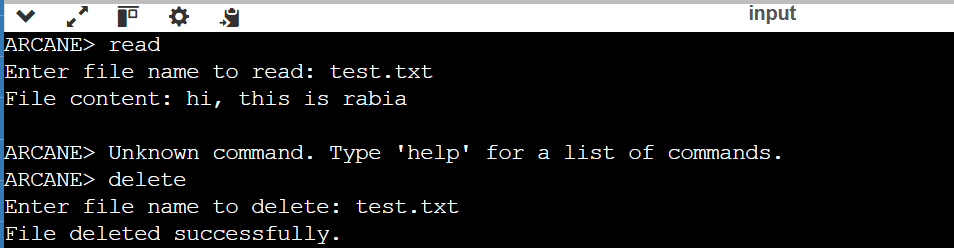 input
ARCANE> read
Enter file name to read: test.txt
File content: hi, this is rabia
ARCANE> Unknown command. Type 'help' for a list of commands.
ARCANE> delete
Enter file name to delete: test.txt
File deleted successfully.